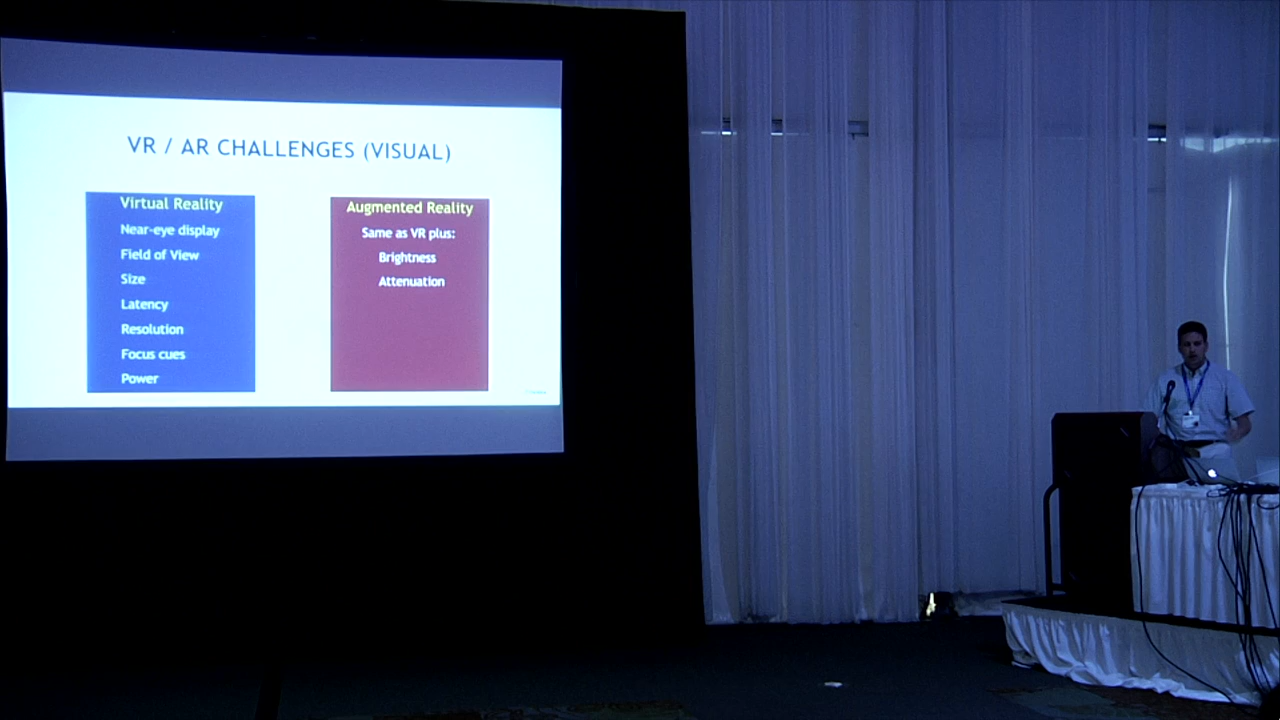 VR / AR CHALLENGES (VISUAL)
Virtual Reality
Near-eye display
Field of View
Size
Latency
Resolution
Focus cues
Power
Augmented Reality
Same as VR plus:
Brightness
Attenuation